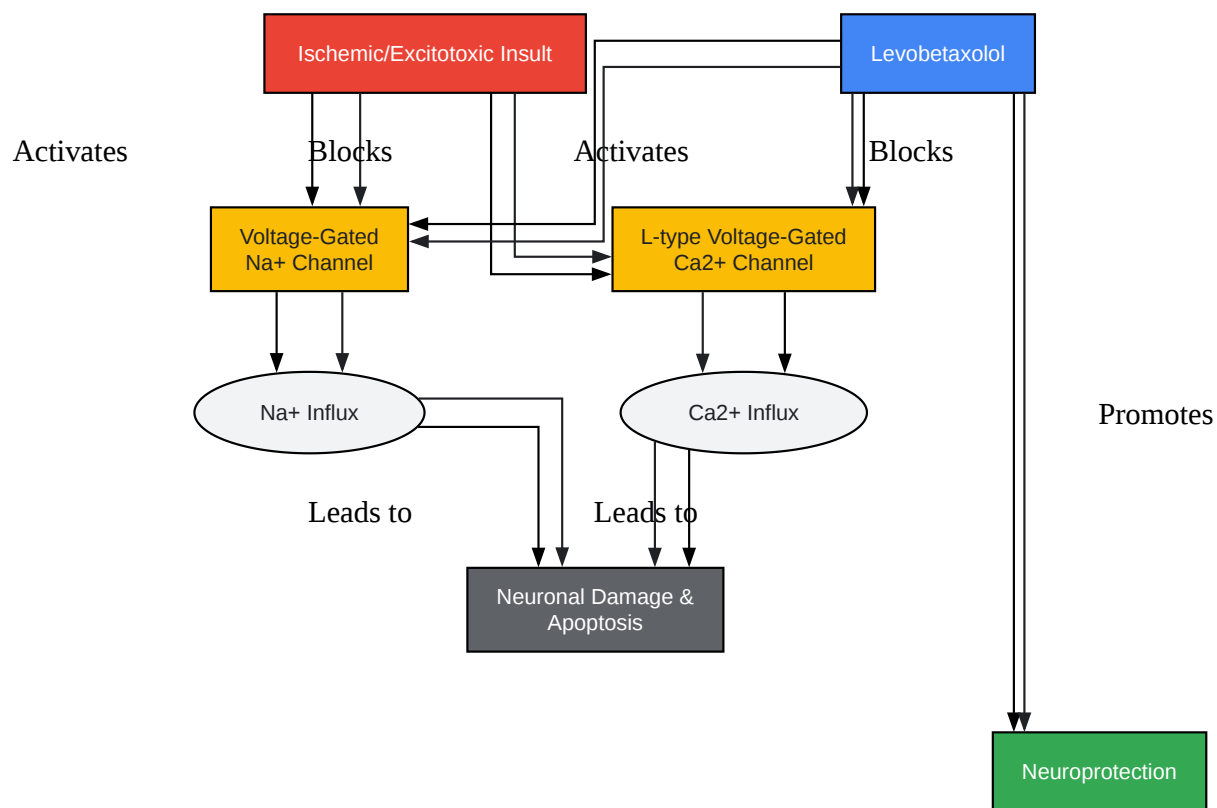 Ischemic/Excitotoxic Insult
Levobetaxolol
Activates
Blocks
Activates
Blocks
Voltage-Gated
Na+ Channel
L-type Voltage-Gated
Ca2+ Channel
Na+ Influx
Ca2+ Influx
Promotes
Leads to
Leads to
Neuronal Damage &
Apoptosis
Neuroprotection